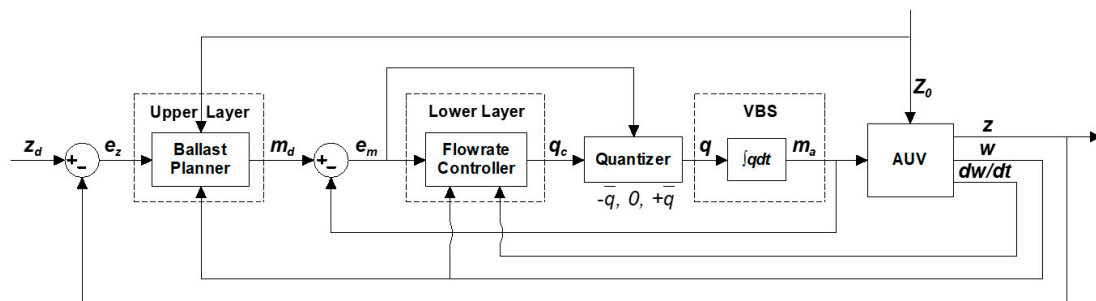 Z₀
Upper Layer
Lower Layer
VBS
z_d
+
−
e_z
Ballast
Planner
m_d
+
−
e_m
Flowrate
Controller
q_c
Quantizer
-q̅, 0, +q̅
q
∫qdt
m_a
AUV
z
w
dw/dt